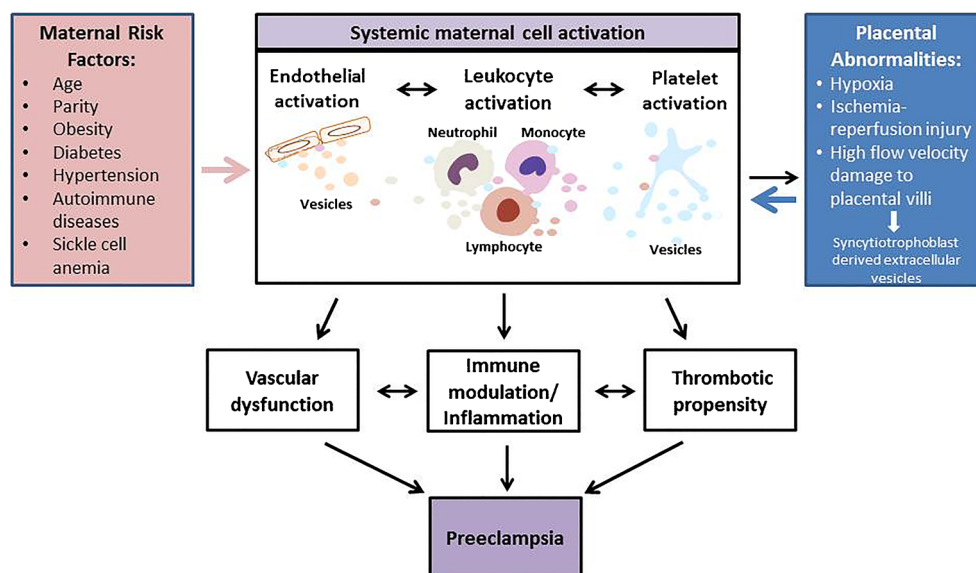 Maternal Risk
Factors:
• Age
• Parity
• Obesity
• Diabetes
• Hypertension
• Autoimmune
diseases
• Sickle cell
anemia
Systemic maternal cell activation
Endothelial
activation
Leukocyte
activation
Platelet
activation
Neutrophil
Monocyte
Vesicles
Lymphocyte
Vesicles
Placental
Abnormalities:
• Hypoxia
• Ischemia-
reperfusion injury
• High flow velocity
damage to
placental villi
Syncytiotrophoblast
derived extracellular
vesicles
Vascular
dysfunction
Immune
modulation/
Inflammation
Thrombotic
propensity
Preeclampsia